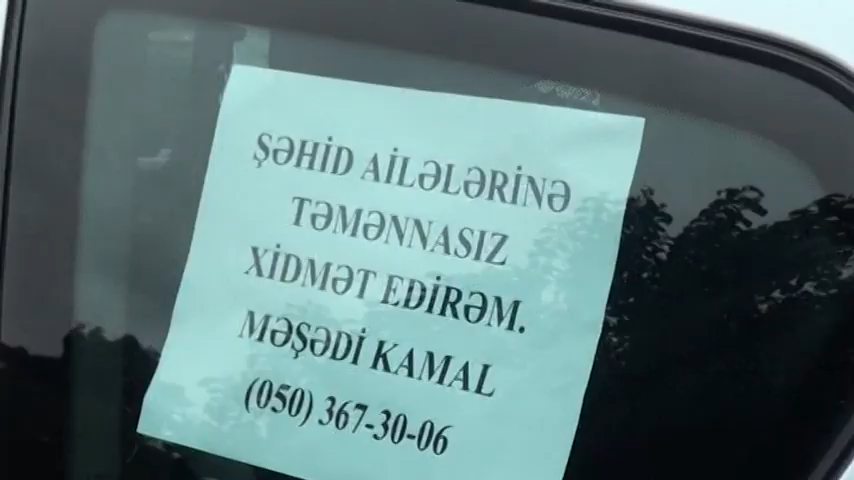 ŞƏHİD AİLƏLƏRİNƏ
TƏMƏNNASIZ
XİDMƏT EDİRƏM.
MƏŞƏDİ KAMAL
(050) 367-30-06